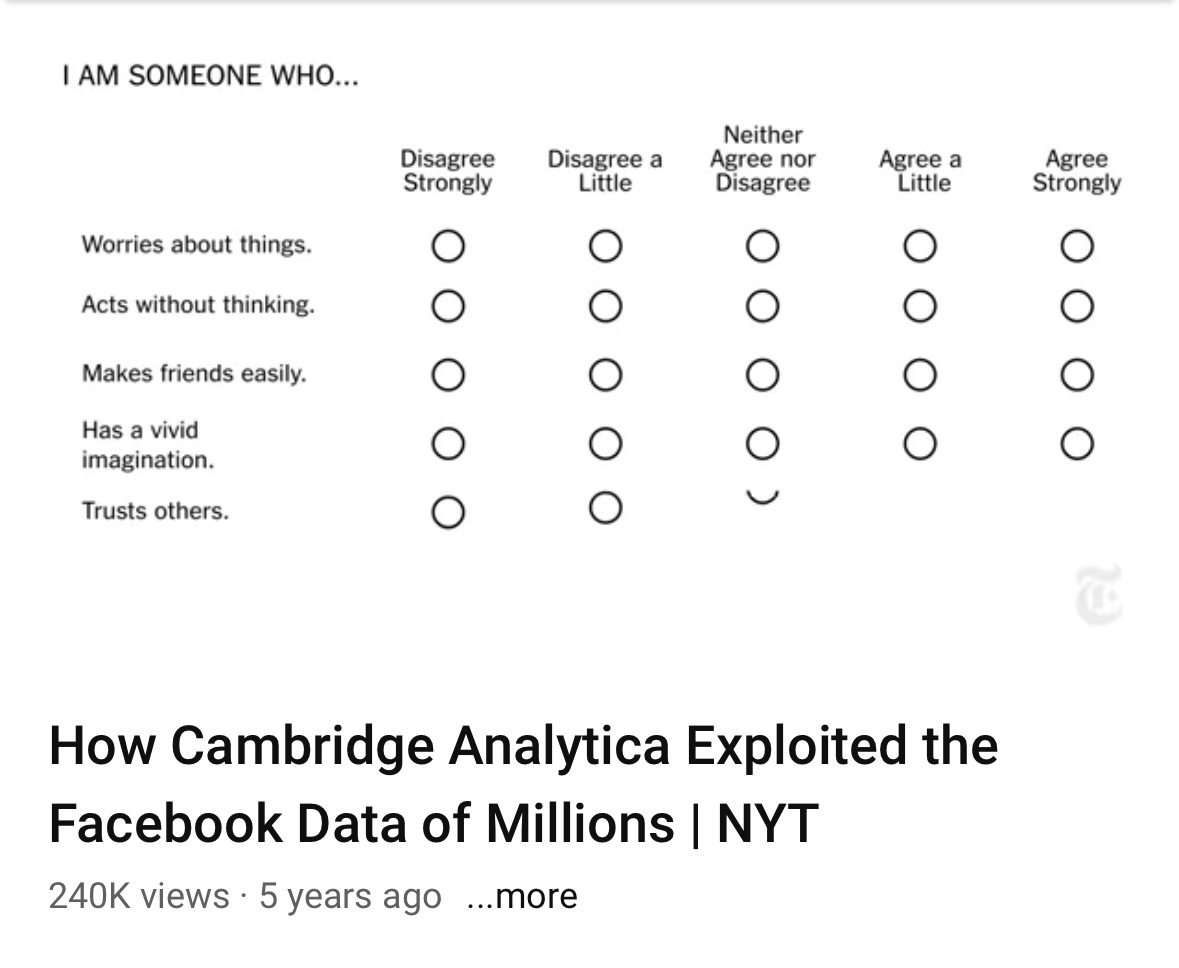 I AM SOMEONE WHO...
Neither
Disagree Disagree a Agree nor Agree a Agree
Strongly Little Disagree Little Strongly
Worries about things.
Acts without thinking.
Makes friends easily.
Has a vivid
imagination.
Trusts others.
T
How Cambridge Analytica Exploited the
Facebook Data of Millions | NYT
240K views · 5 years ago ...more